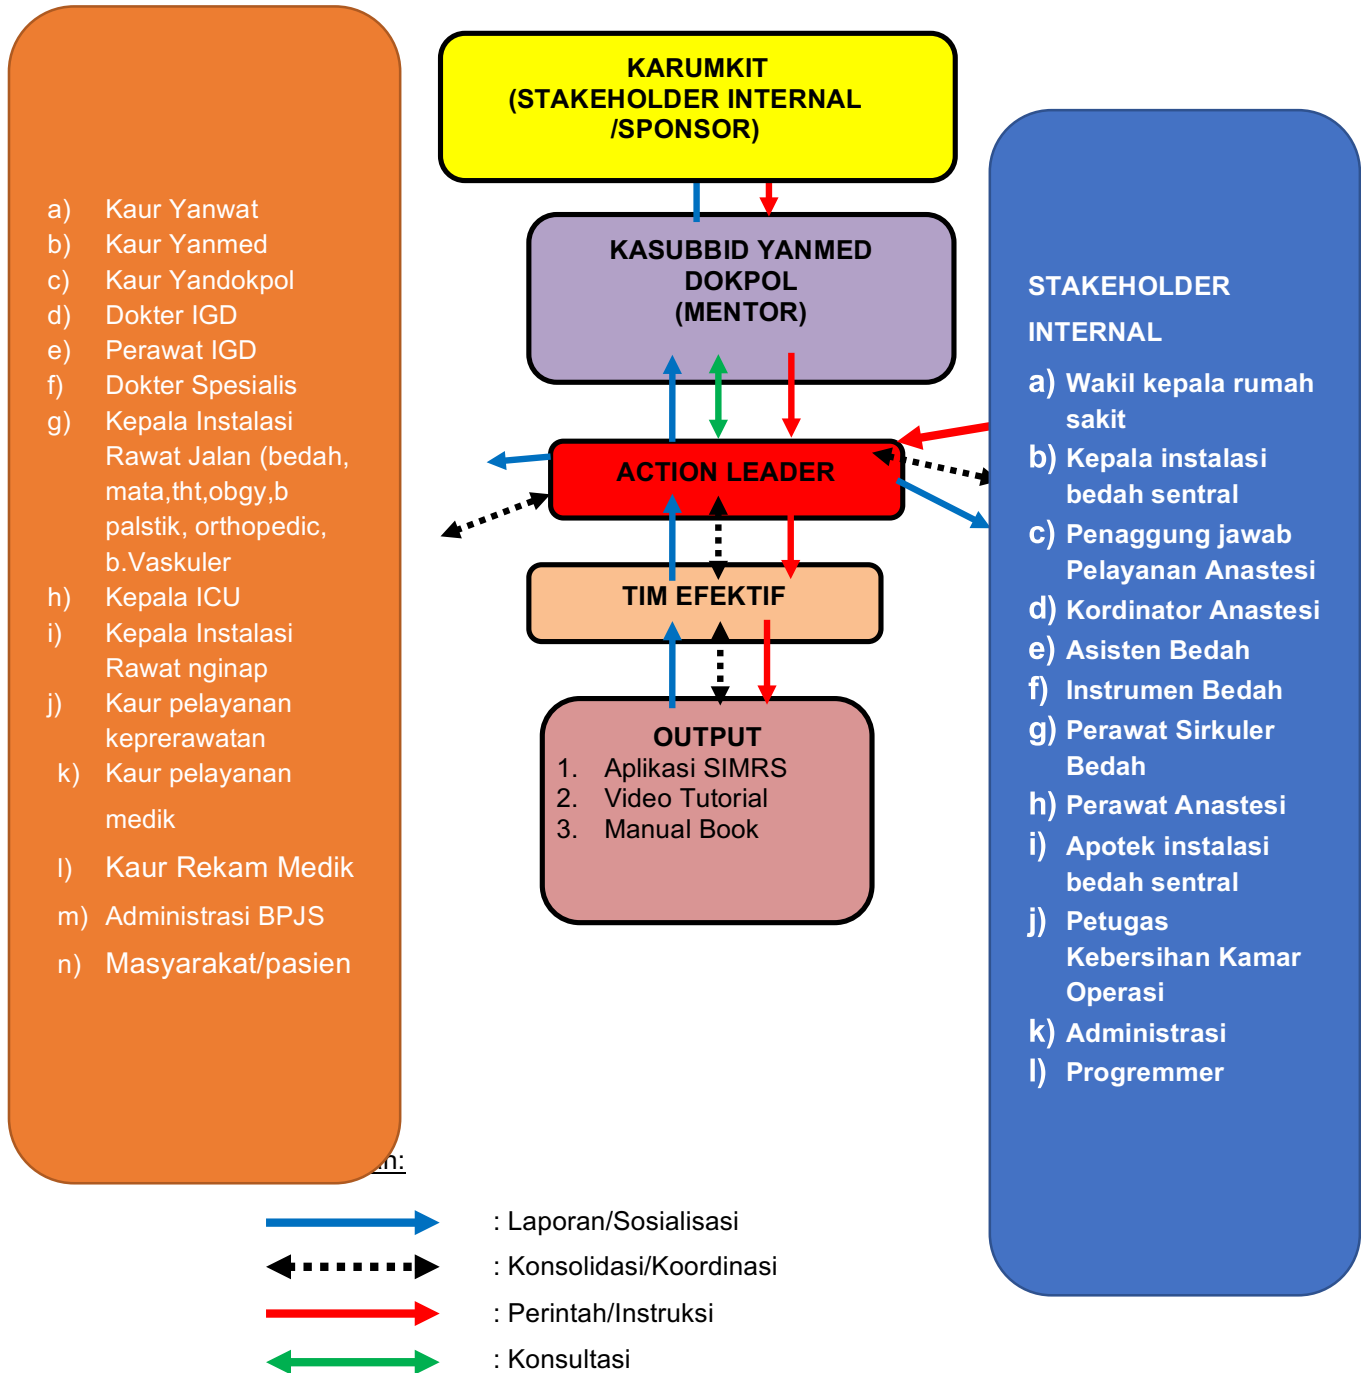 KARUMKIT
(STAKEHOLDER INTERNAL
/SPONSOR)
KASUBBID YANMED
DOKPOL
(MENTOR)
ACTION LEADER
TIM EFEKTIF
OUTPUT
1. Aplikasi SIMRS
2. Video Tutorial
3. Manual Book
a) Kaur Yanwat
b) Kaur Yanmed
c) Kaur Yandokpol
d) Dokter IGD
e) Perawat IGD
f) Dokter Spesialis
g) Kepala Instalasi
Rawat Jalan (bedah,
mata,tht,obgy,b
palstik, orthopedic,
b.Vaskuler
h) Kepala ICU
i) Kepala Instalasi
Rawat nginap
j) Kaur pelayanan
keprerawatan
k) Kaur pelayanan
medik
l) Kaur Rekam Medik
m) Administrasi BPJS
n) Masyarakat/pasien
STAKEHOLDER
INTERNAL
a) Wakil kepala rumah
sakit
b) Kepala instalasi
bedah sentral
c) Penaggung jawab
Pelayanan Anastesi
d) Kordinator Anastesi
e) Asisten Bedah
f) Instrumen Bedah
g) Perawat Sirkuler
Bedah
h) Perawat Anastesi
i) Apotek instalasi
bedah sentral
j) Petugas
Kebersihan Kamar
Operasi
k) Administrasi
l) Progremmer
: Laporan/Sosialisasi
: Konsolidasi/Koordinasi
: Perintah/Instruksi
: Konsultasi